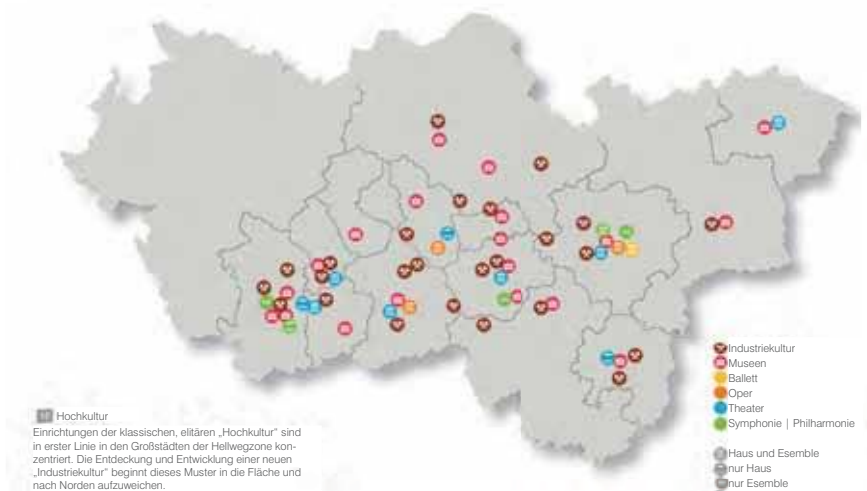 Industriekultur
Museen
Ballett
Oper
Theater
Symphonie | Philharmonie
Haus und Esemble
nur Haus
nur Esemble
Hochkultur
Einrichtungen der klassischen, elitären „Hochkultur“ sind
in erster Linie in den Großstädten der Hellwegzone kon-
zentriert. Die Entdeckung und Entwicklung einer neuen
„Industriekultur“ beginnt dieses Muster in die Fläche und
nach Norden aufzuweichen.